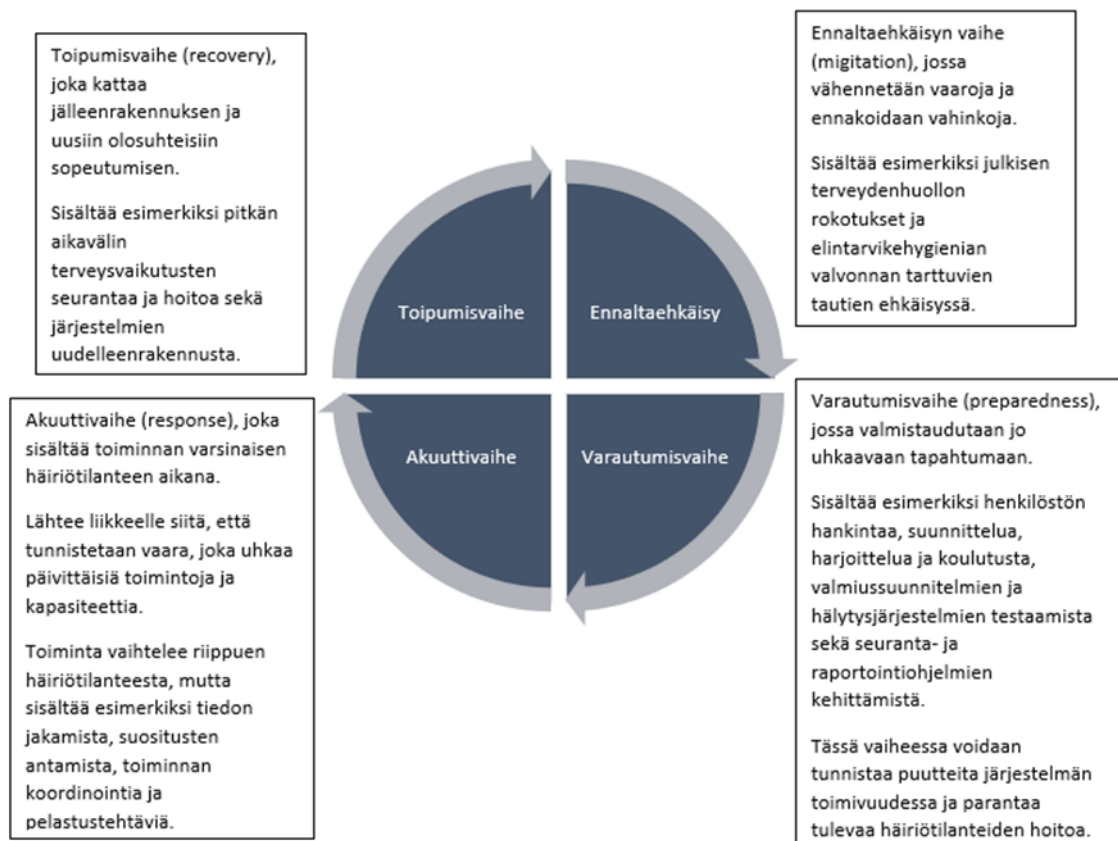 Toipumisvaihe (recovery),
joka kattaa
jälleenrakennuksen ja
uusiin olosuhteisiin
sopeutumisen.
Sisältää esimerkiksi pitkän
aikavälin
terveysvaikutusten
seurantaa ja hoitoa sekä
järjestelmien
uudelleenrakennusta.
Ennaltaehkäisyn vaihe
(migitation), jossa
vähennetään vaaroja ja
ennakoidaan vahinkoja.
Sisältää esimerkiksi julkisen
terveydenhuollon
rokotukset ja
elintarvikehygienian
valvonnan tarttuvien
tautien ehkäisyssä.
Toipumisvaihe
Ennaltaehkäisy
Akuuttivaihe
Varautumisvaihe
Akuuttivaihe (response), joka
sisältää toiminnan varsinaisen
häiriötilanteen aikana.
Lähtee liikkeelle siitä, että
tunnistetaan vaara, joka uhkaa
päivittäisiä toimintoja ja
kapasiteettia.
Toiminta vaihtelee riippuen
häiriötilanteesta, mutta
sisältää esimerkiksi tiedon
jakamista, suositusten
antamista, toiminnan
koordinointia ja
pelastustehtäviä.
Varautumisvaihe (preparedness),
jossa valmistaudutaan jo
uhkaavaan tapahtumaan.
Sisältää esimerkiksi henkilöstön
hankintaa, suunnittelua,
harjoittelua ja koulutusta,
valmiussuunnitelmien ja
hälytysjärjestelmien testaamista
sekä seuranta- ja
raportointiohjelmien
kehittämistä.
Tässä vaiheessa voidaan
tunnistaa puutteita järjestelmän
toimivuudessa ja parantaa
tulevaa häiriötilanteiden hoitoa.